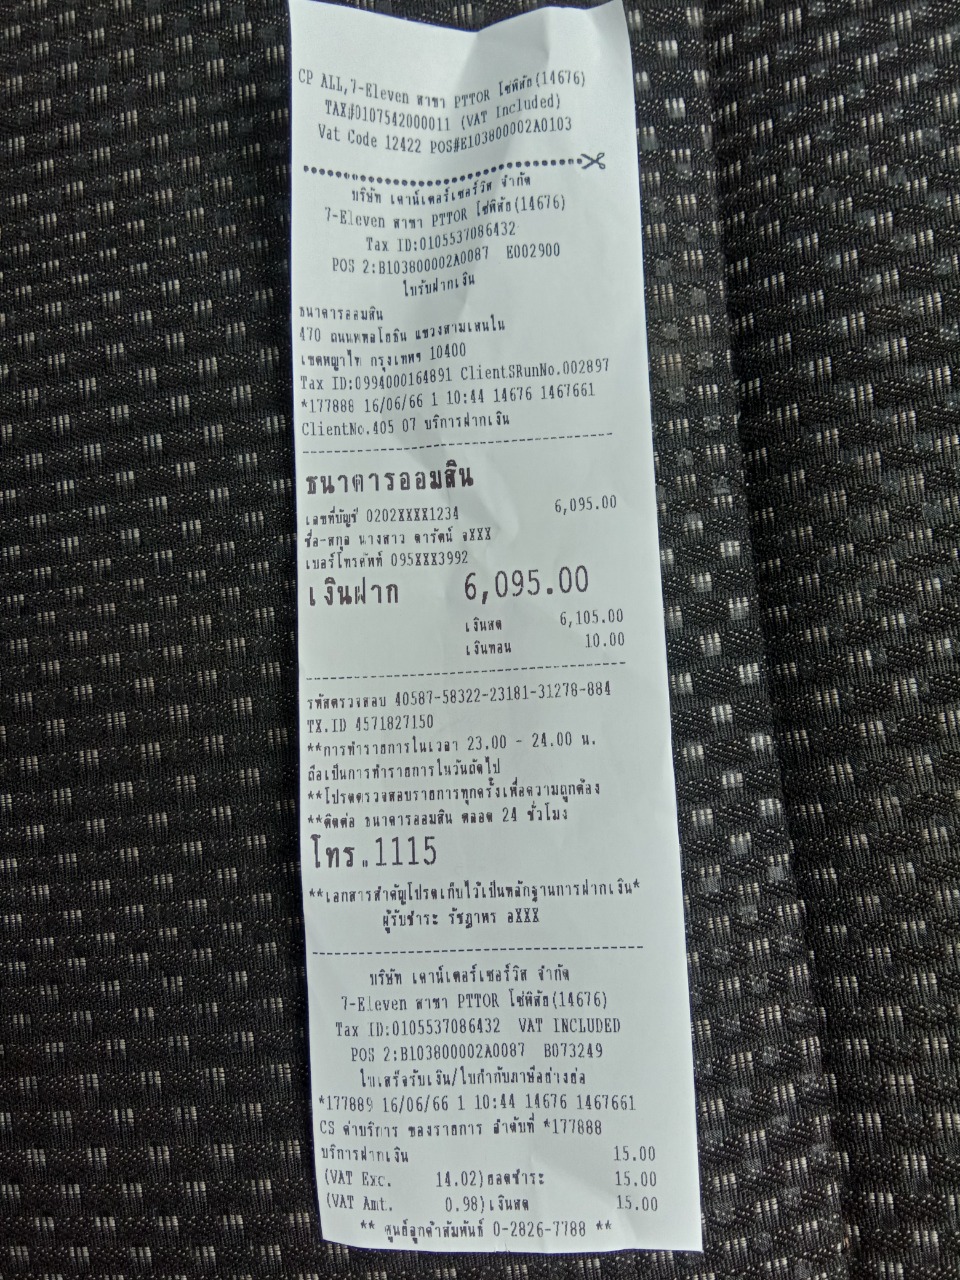 CP ALL,7-Eleven สาขา PTTOR โซ่พิสัย(14676)
TAX#0107542000011 (VAT Included)
Vat Code 12422 POS#E103800002A0103
บริษัท เคาน์เตอร์เซอร์วิส จำกัด
7-Eleven สาขา PTTOR โซ่พิสัย(14676)
Tax ID:0105537086432
POS 2:B103800002A0087 E002900
ใบรับฝากเงิน
ธนาคารออมสิน
470 ถนนพหลโยธิน แขวงสามเสนใน
เขตพญาไท กรุงเทพฯ 10400
Tax ID:0994000164891 ClientSRunNo.002897
*177888 16/06/66 1 10:44 14676 1467661
ClientNo.405 07 บริการฝากเงิน
ธนาคารออมสิน
เลขที่บัญชี 0202XXXX1234 6,095.00
ชื่อ-สกุล นางสาว ดารัตน์ อXXX
เบอร์โทรศัพท์ 095XXX3992
เงินฝาก 6,095.00
เงินสด 6,105.00
เงินทอน 10.00
รหัสตรวจสอบ 40587-58322-23181-31278-884
TX.ID 4571827150
**การทำรายการในเวลา 23.00 - 24.00 น.
ถือเป็นการทำรายการในวันถัดไป
**โปรดตรวจสอบรายการทุกครั้งเพื่อความถูกต้อง
**ติดต่อ ธนาคารออมสิน ตลอด 24 ชั่วโมง
โทร.1115
**เอกสารสำคัญโปรดเก็บไว้เป็นหลักฐานการฝากเงิน*
ผู้รับชำระ รัชฎาพร อXXX
บริษัท เคาน์เตอร์เซอร์วิส จำกัด
7-Eleven สาขา PTTOR โซ่พิสัย(14676)
Tax ID:0105537086432 VAT INCLUDED
POS 2:B103800002A0087 B073249
ใบเสร็จรับเงิน/ใบกำกับภาษีอย่างย่อ
*177889 16/06/66 1 10:44 14676 1467661
CS ค่าบริการ ของรายการ ลำดับที่ *177888
บริการฝากเงิน 15.00
(VAT Exc. 14.02)ยอดชำระ 15.00
(VAT Amt. 0.98)เงินสด 15.00
** ศูนย์ลูกค้าสัมพันธ์ 0-2826-7788 **